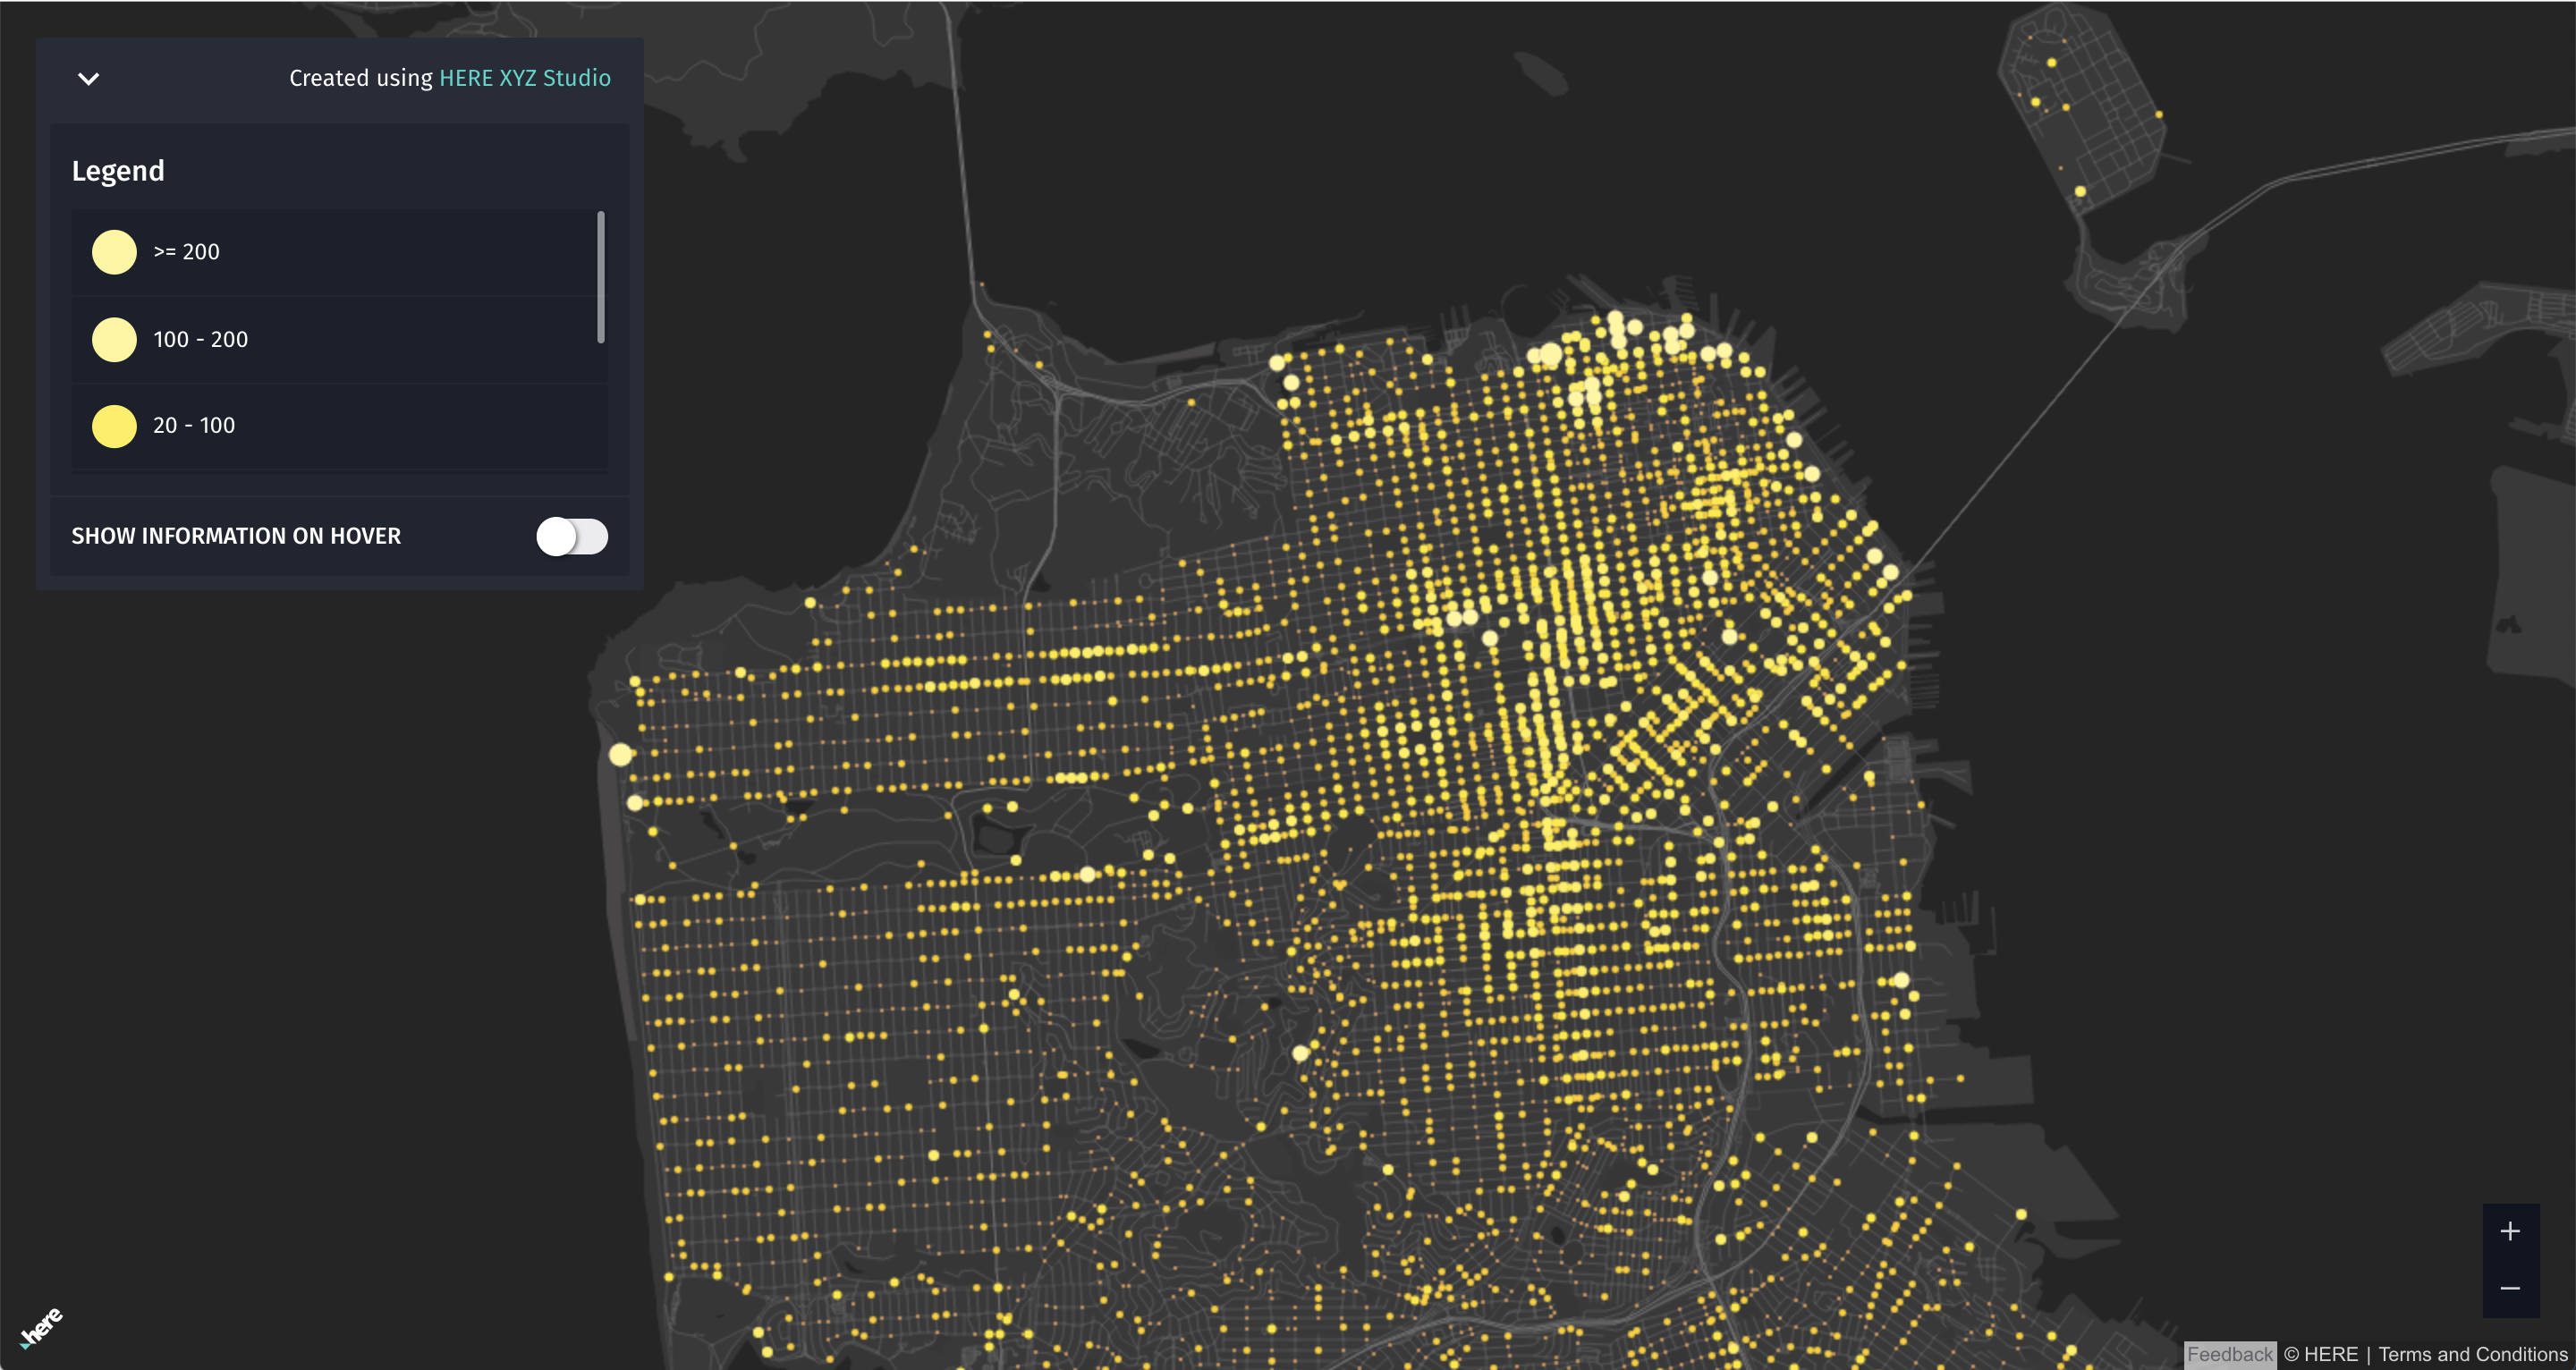 Created using HERE XYZ Studio
Legend
>= 200
100 - 200
20 - 100
SHOW INFORMATION ON HOVER
+
−
here
Feedback © HERE | Terms and Conditions